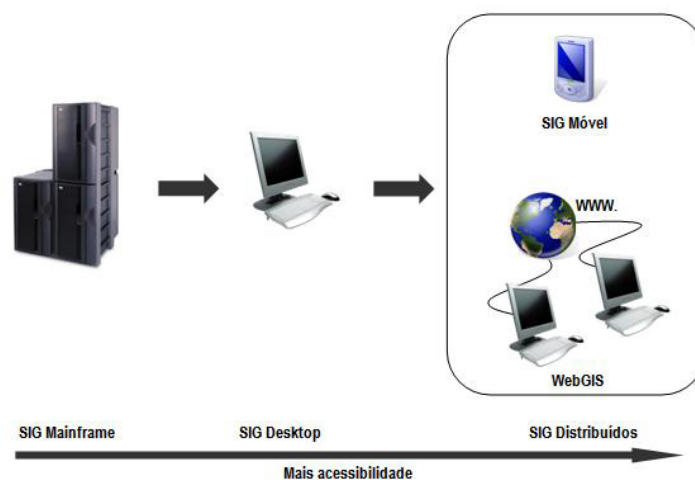 SIG Móvel
WWW.
WebGIS
SIG Mainframe
SIG Desktop
SIG Distribuídos
Mais acessibilidade